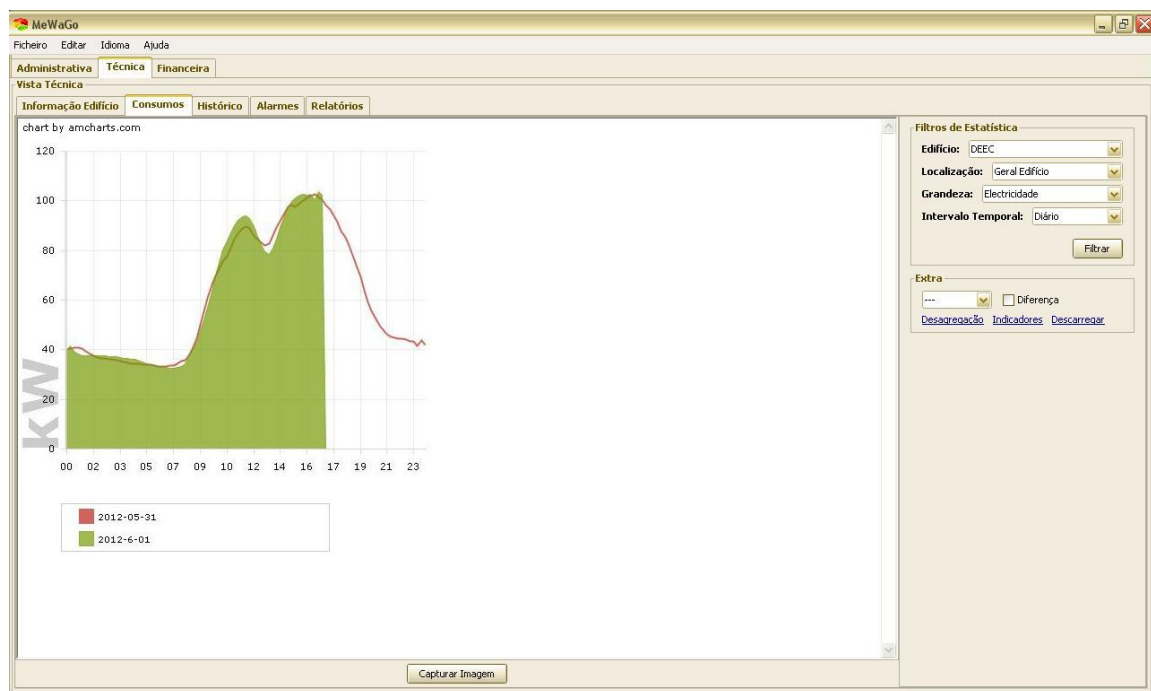 MeWaGo
Ficheiro Editar Idioma Ajuda
Administrativa Técnica Financeira
Vista Técnica
Informação Edifício Consumos Histórico Alarmes Relatórios
chart by amcharts.com
120
100
80
60
40
20
0
kW
00 02 03 05 07 09 10 12 14 16 17 19 21 23
2012-05-31
2012-6-01
Capturar Imagem
Filtros de Estatística
Edifício: DEEC
Localização: Geral Edifício
Grandeza: Electricidade
Intervalo Temporal: Diário
Filtrar
Extra
--- Diferença
Desagregação Indicadores Descarregar